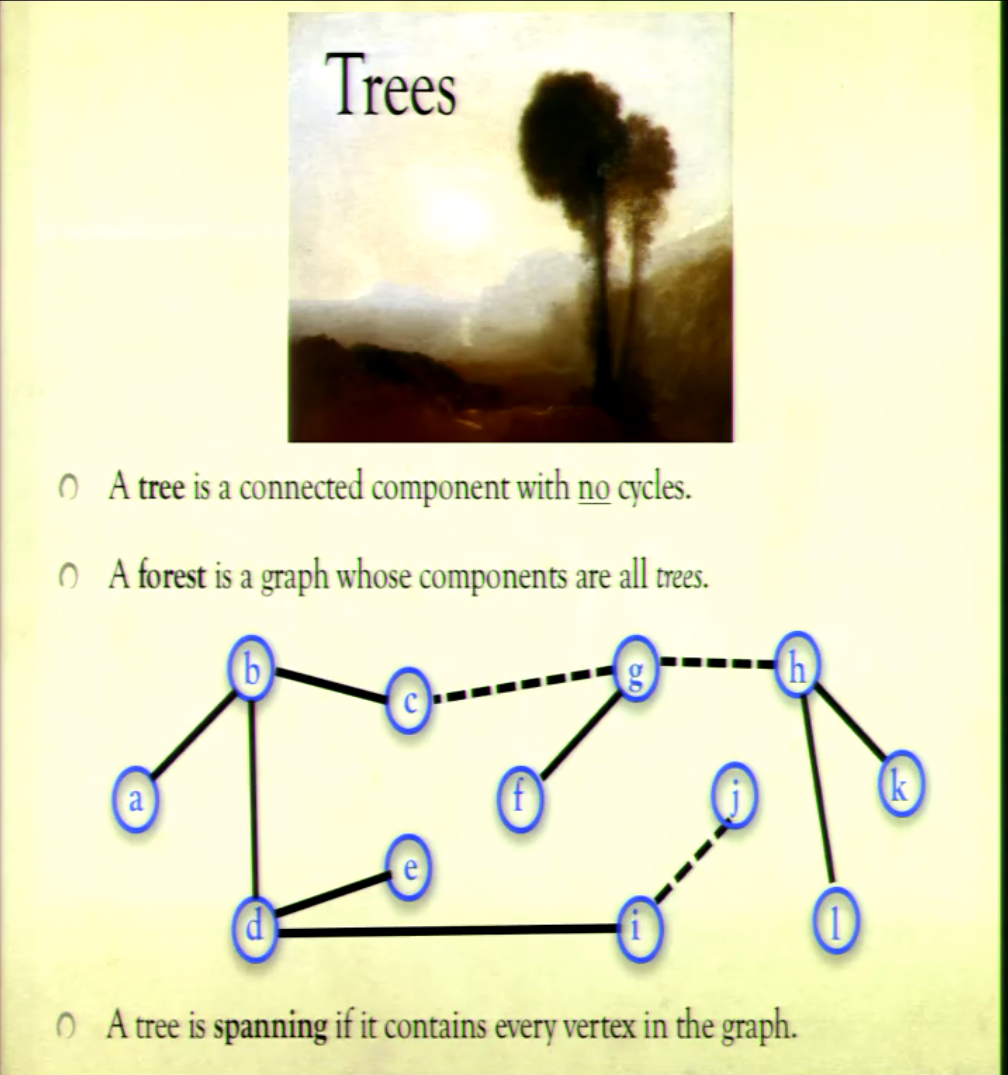 Trees
A tree is a connected component with no cycles.
A forest is a graph whose components are all trees.
b
c
g
h
a
f
j
k
e
d
i
l
A tree is spanning if it contains every vertex in the graph.